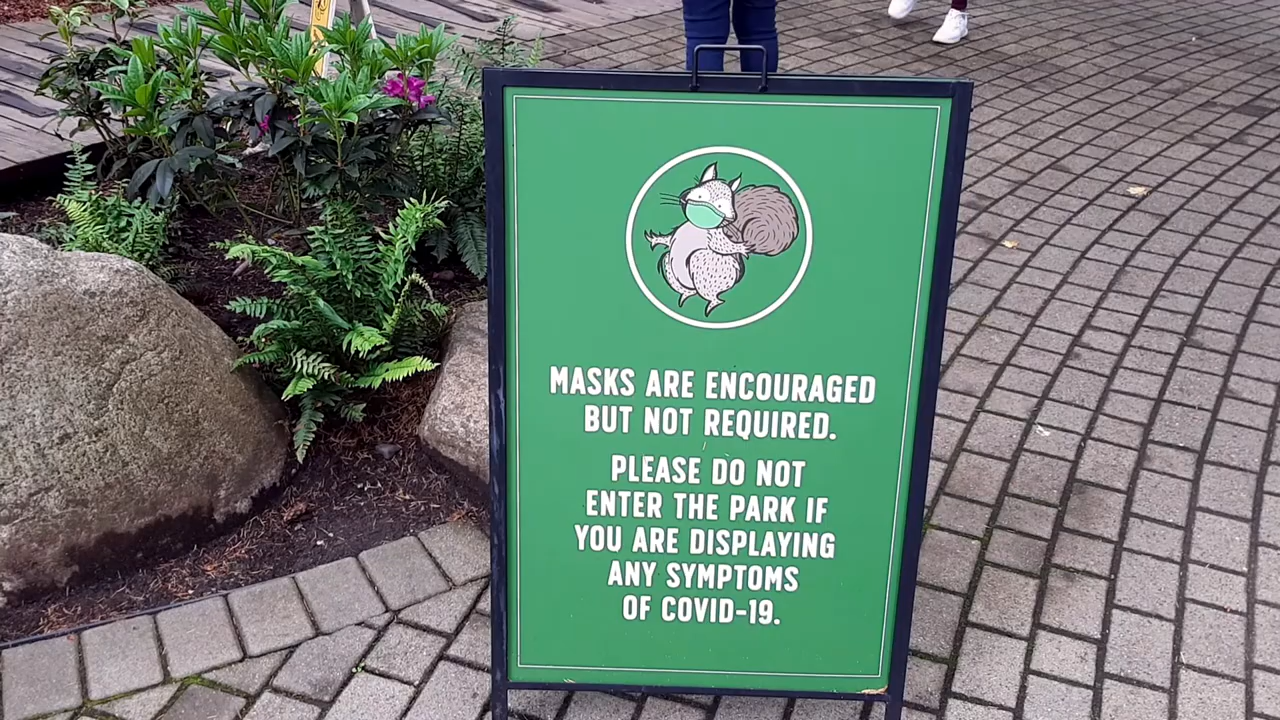 MASKS ARE ENCOURAGED
BUT NOT REQUIRED.
PLEASE DO NOT
ENTER THE PARK IF
YOU ARE DISPLAYING
ANY SYMPTOMS
OF COVID-19.